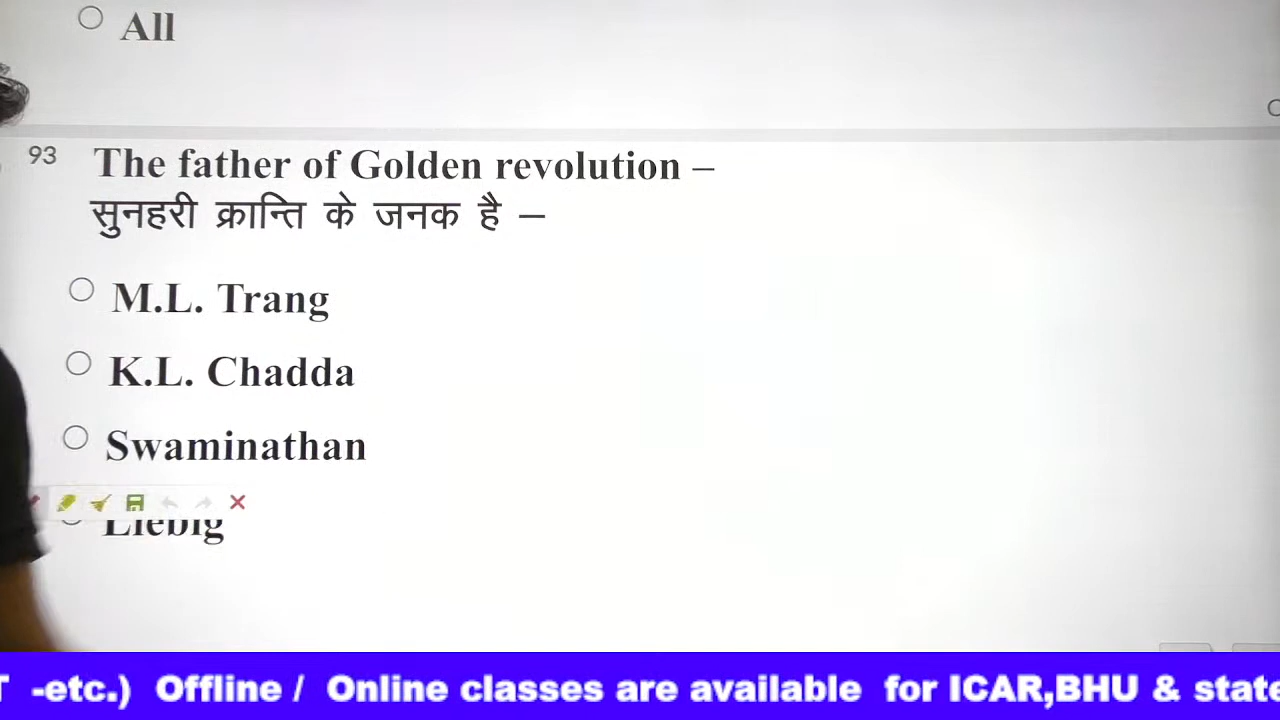 All
93 The father of Golden revolution –
सुनहरी क्रान्ति के जनक है –
M.L. Trang
K.L. Chadda
Swaminathan
Liebig
T -etc.) Offline / Online classes are available for ICAR,BHU & state